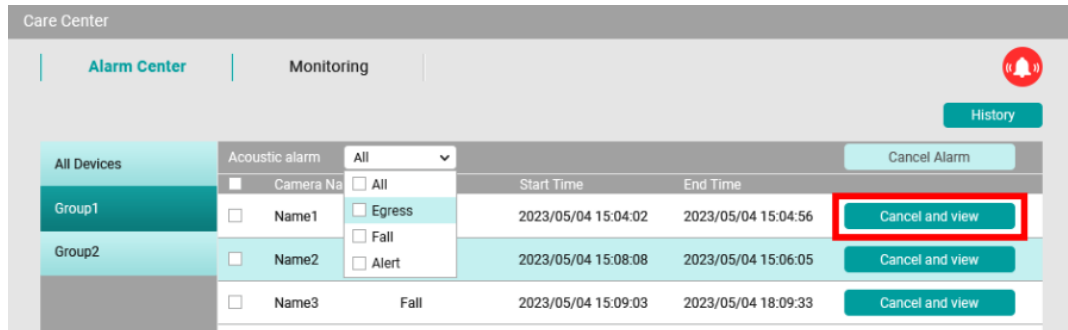 Care Center
Alarm Center Monitoring
History
All Devices
Group1
Group2
Acoustic alarm All Cancel Alarm
Camera Na Start Time End Time
All
Egress
Fall
Alert
Name1 2023/05/04 15:04:02 2023/05/04 15:04:56 Cancel and view
Name2 2023/05/04 15:08:08 2023/05/04 15:06:05 Cancel and view
Name3 Fall 2023/05/04 15:09:03 2023/05/04 18:09:33 Cancel and view